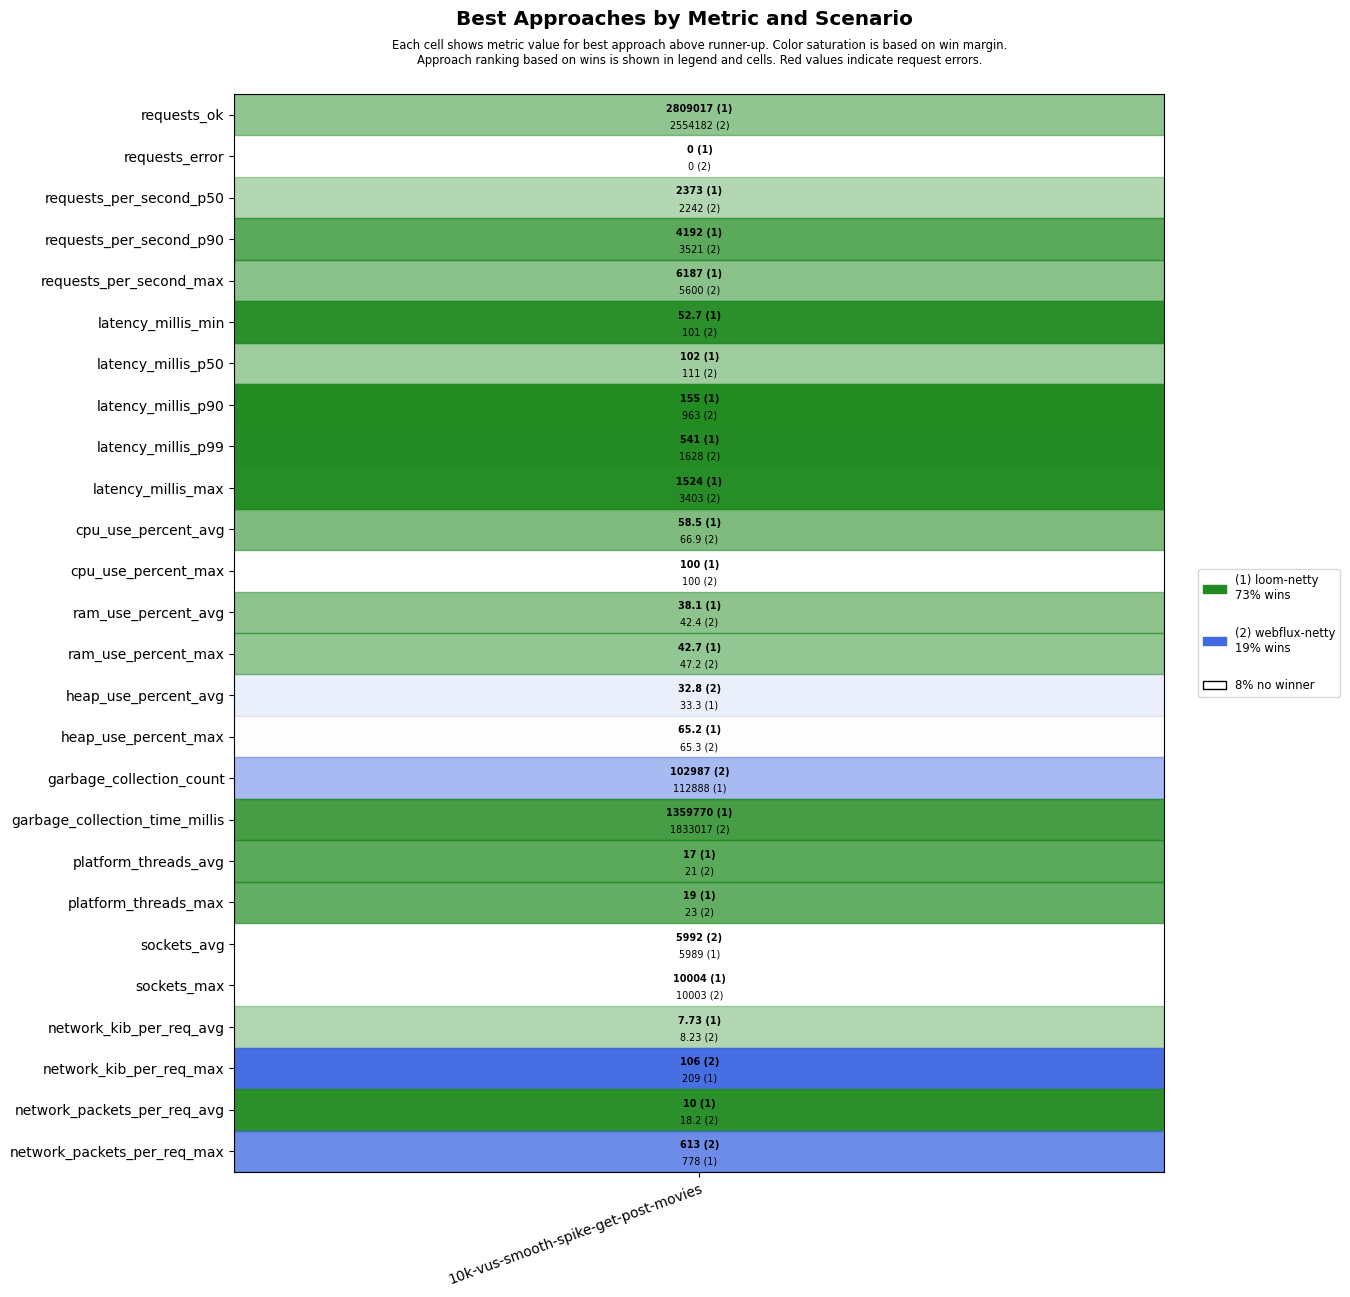 Best Approaches by Metric and Scenario
Each cell shows metric value for best approach above runner-up. Color saturation is based on win margin.
Approach ranking based on wins is shown in legend and cells. Red values indicate request errors.
requests_ok
2809017 (1)
2554182 (2)
requests_error
0 (1)
0 (2)
requests_per_second_p50
2373 (1)
2242 (2)
requests_per_second_p90
4192 (1)
3521 (2)
requests_per_second_max
6187 (1)
5600 (2)
latency_millis_min
52.7 (1)
101 (2)
latency_millis_p50
102 (1)
111 (2)
latency_millis_p90
155 (1)
963 (2)
latency_millis_p99
541 (1)
1628 (2)
latency_millis_max
1524 (1)
3403 (2)
cpu_use_percent_avg
58.5 (1)
66.9 (2)
cpu_use_percent_max
100 (1)
100 (2)
ram_use_percent_avg
38.1 (1)
42.4 (2)
ram_use_percent_max
42.7 (1)
47.2 (2)
heap_use_percent_avg
32.8 (2)
33.3 (1)
heap_use_percent_max
65.2 (1)
65.3 (2)
garbage_collection_count
102987 (2)
112888 (1)
garbage_collection_time_millis
1359770 (1)
1833017 (2)
platform_threads_avg
17 (1)
21 (2)
platform_threads_max
19 (1)
23 (2)
sockets_avg
5992 (2)
5989 (1)
sockets_max
10004 (1)
10003 (2)
network_kib_per_req_avg
7.73 (1)
8.23 (2)
network_kib_per_req_max
106 (2)
209 (1)
network_packets_per_req_avg
10 (1)
18.2 (2)
network_packets_per_req_max
613 (2)
778 (1)
10k-vus-smooth-spike-get-post-movies
(1) loom-netty
73% wins
(2) webflux-netty
19% wins
8% no winner